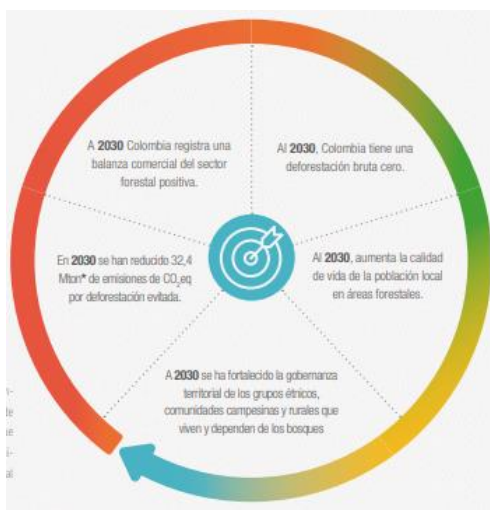 A 2030 Colombia registra una
balanza comercial del sector
forestal positiva.
Al 2030, Colombia tiene una
deforestación bruta cero.
En 2030 se han reducido 32,4
Mton* de emisiones de CO₂eq
por deforestación evitada.
Al 2030, aumenta la calidad
de vida de la población local
en áreas forestales.
A 2030 se ha fortalecido la gobernanza
territorial de los grupos étnicos,
comunidades campesinas y rurales que
viven y dependen de los bosques